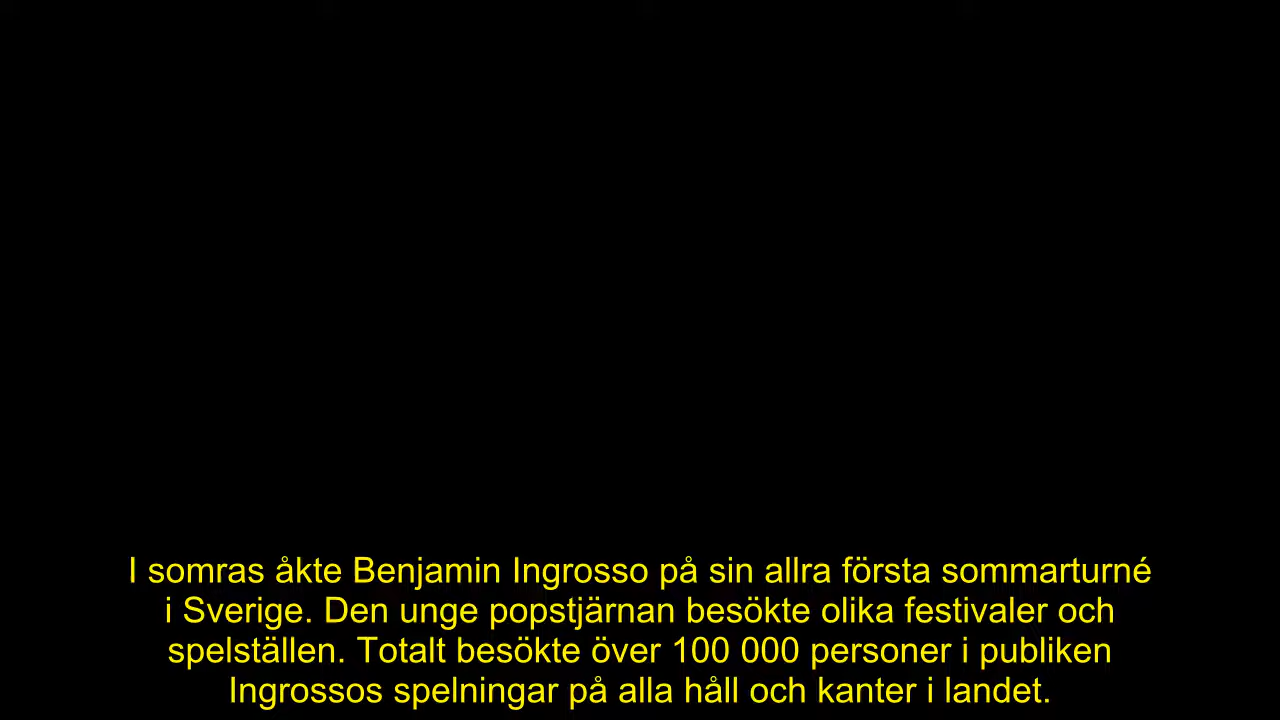 I somras åkte Benjamin Ingrosso på sin allra första sommarturné
i Sverige. Den unge popstjärnan besökte olika festivaler och
spelställen. Totalt besökte över 100 000 personer i publiken
Ingrossos spelningar på alla håll och kanter i landet.